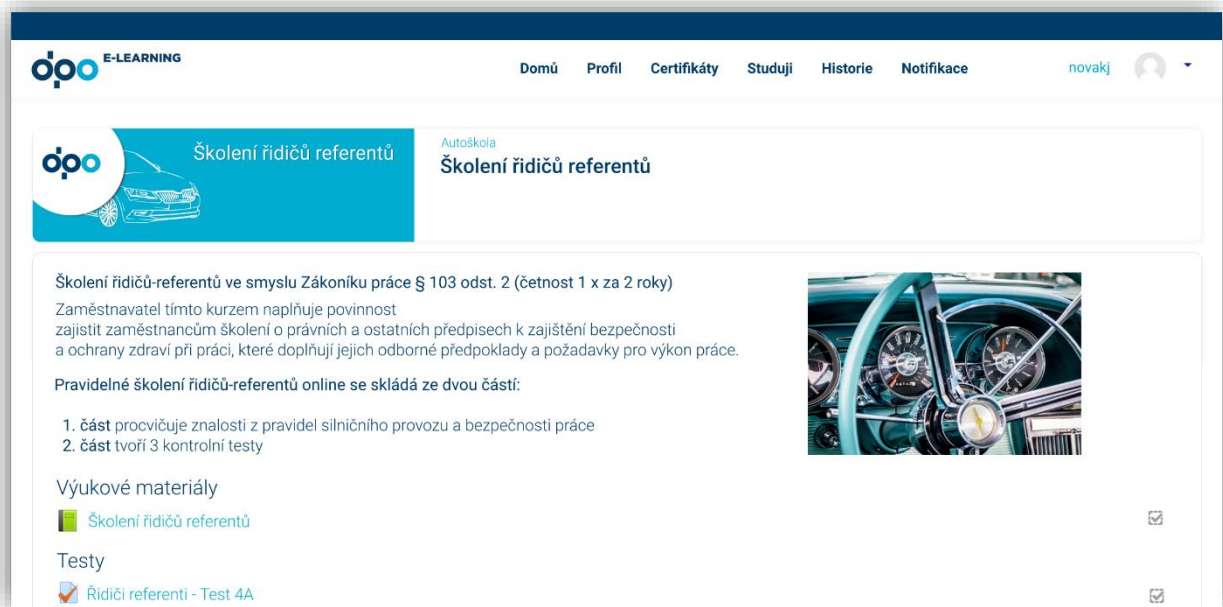 dpo E-LEARNING
Domů Profil Certifikáty Studuji Historie Notifikace novakj
dpo
Školení řidičů referentů
Autoškola
Školení řidičů referentů
Školení řidičů-referentů ve smyslu Zákoníku práce § 103 odst. 2 (četnost 1 x za 2 roky)
Zaměstnavatel tímto kurzem naplňuje povinnost
zajistit zaměstnancům školení o právních a ostatních předpisech k zajištění bezpečnosti
a ochrany zdraví při práci, které doplňují jejich odborné předpoklady a požadavky pro výkon práce.
Pravidelné školení řidičů-referentů online se skládá ze dvou částí:
1. část procvičuje znalosti z pravidel silničního provozu a bezpečnosti práce
2. část tvoří 3 kontrolní testy
Výukové materiály
Školení řidičů referentů
Testy
Řidiči referenti - Test 4A